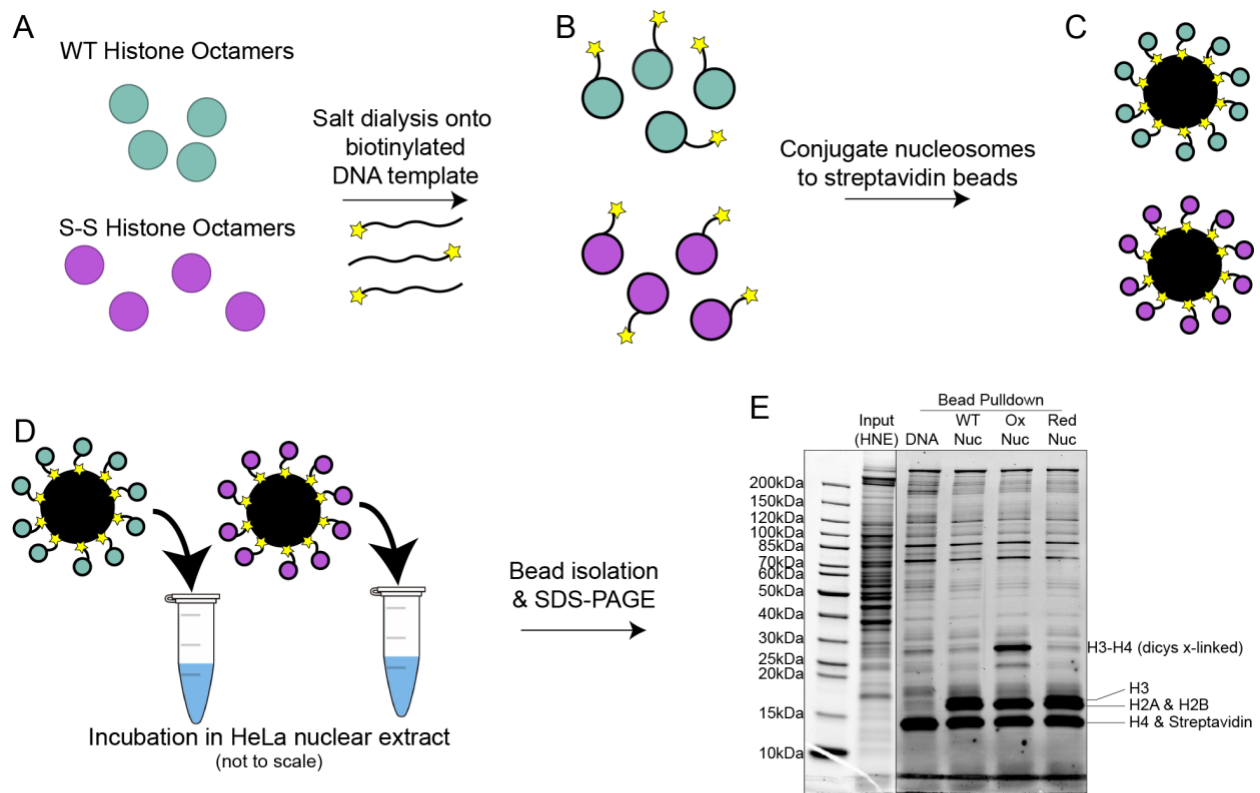 A
WT Histone Octamers
S-S Histone Octamers
Salt dialysis onto
biotinylated
DNA template
B
Conjugate nucleosomes
to streptavidin beads
C
D
Incubation in HeLa nuclear extract
(not to scale)
Bead isolation
& SDS-PAGE
E
Bead Pulldown
Input
(HNE)
DNA
WT
Nuc
Ox
Nuc
Red
Nuc
200kDa
150kDa
120kDa
100kDa
85kDa
70kDa
60kDa
50kDa
40kDa
30kDa
25kDa
20kDa
15kDa
10kDa
H3-H4 (dicys x-linked)
H3
H2A & H2B
H4 & Streptavidin